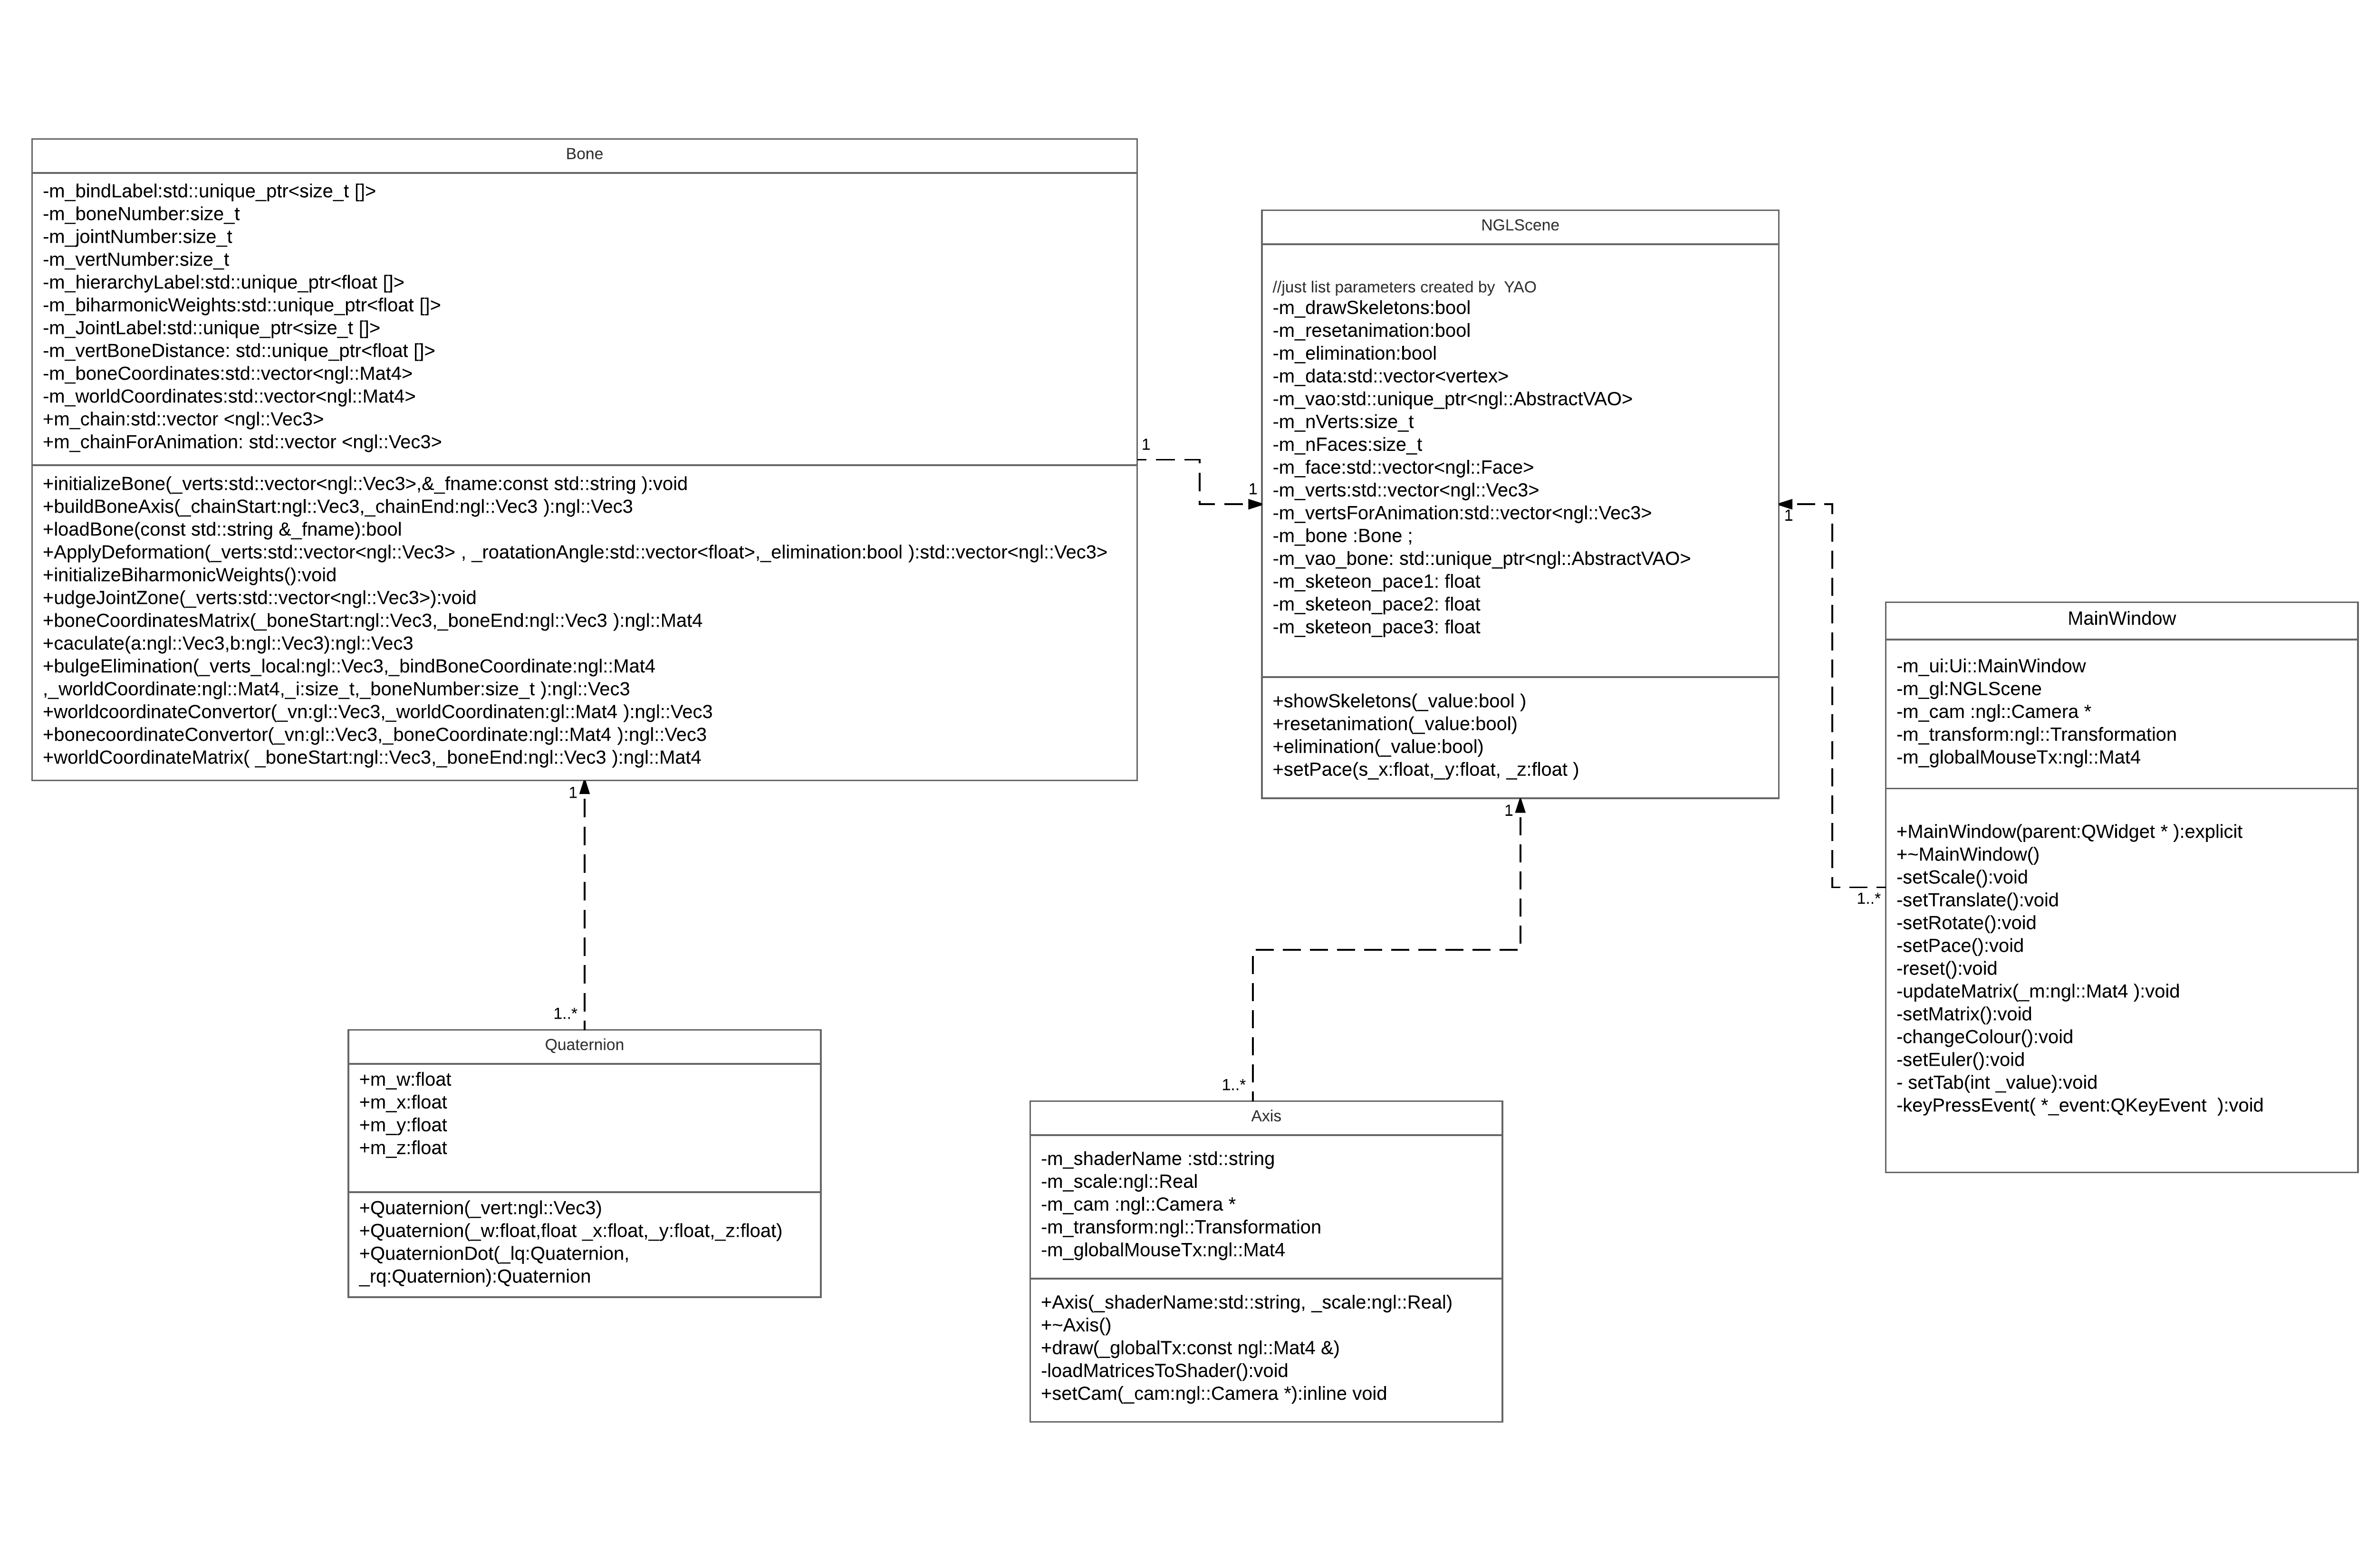 Bone
-m_bindLabel:std::unique_ptr<size_t []>
-m_boneNumber:size_t
-m_jointNumber:size_t
-m_vertNumber:size_t
-m_hierarchyLabel:std::unique_ptr<float []>
-m_biharmonicWeights:std::unique_ptr<float []>
-m_JointLabel:std::unique_ptr<size_t []>
-m_vertBoneDistance: std::unique_ptr<float []>
-m_boneCoordinates:std::vector<ngl::Mat4>
-m_worldCoordinates:std::vector<ngl::Mat4>
+m_chain:std::vector <ngl::Vec3>
+m_chainForAnimation: std::vector <ngl::Vec3>
+initializeBone(_verts:std::vector<ngl::Vec3>,&_fname:const std::string ):void
+buildBoneAxis(_chainStart:ngl::Vec3,_chainEnd:ngl::Vec3 ):ngl::Vec3
+loadBone(const std::string &_fname):bool
+ApplyDeformation(_verts:std::vector<ngl::Vec3> , _roatationAngle:std::vector<float>,_elimination:bool ):std::vector<ngl::Vec3>
+initializeBiharmonicWeights():void
+udgeJointZone(_verts:std::vector<ngl::Vec3>):void
+boneCoordinatesMatrix(_boneStart:ngl::Vec3,_boneEnd:ngl::Vec3 ):ngl::Mat4
+caculate(a:ngl::Vec3,b:ngl::Vec3):ngl::Vec3
+bulgeElimination(_verts_local:ngl::Vec3,_bindBoneCoordinate:ngl::Mat4
,_worldCoordinate:ngl::Mat4,_i:size_t,_boneNumber:size_t ):ngl::Vec3
+worldcoordinateConvertor(_vn:gl::Vec3,_worldCoordinaten:gl::Mat4 ):ngl::Vec3
+bonecoordinateConvertor(_vn:gl::Vec3,_boneCoordinate:ngl::Mat4 ):ngl::Vec3
+worldCoordinateMatrix( _boneStart:ngl::Vec3,_boneEnd:ngl::Vec3 ):ngl::Mat4
1
1
NGLScene
//just list parameters created by  YAO
-m_drawSkeletons:bool
-m_resetanimation:bool
-m_elimination:bool
-m_data:std::vector<vertex>
-m_vao:std::unique_ptr<ngl::AbstractVAO>
-m_nVerts:size_t
-m_nFaces:size_t
-m_face:std::vector<ngl::Face>
-m_verts:std::vector<ngl::Vec3>
-m_vertsForAnimation:std::vector<ngl::Vec3>
-m_bone :Bone ;
-m_vao_bone: std::unique_ptr<ngl::AbstractVAO>
-m_sketeon_pace1: float
-m_sketeon_pace2: float
-m_sketeon_pace3: float
+showSkeletons(_value:bool )
+resetanimation(_value:bool)
+elimination(_value:bool)
+setPace(s_x:float,_y:float, _z:float )
1
1..*
MainWindow
-m_ui:Ui::MainWindow
-m_gl:NGLScene
-m_cam :ngl::Camera *
-m_transform:ngl::Transformation
-m_globalMouseTx:ngl::Mat4
+MainWindow(parent:QWidget * ):explicit
+~MainWindow()
-setScale():void
-setTranslate():void
-setRotate():void
-setPace():void
-reset():void
-updateMatrix(_m:ngl::Mat4 ):void
-setMatrix():void
-changeColour():void
-setEuler():void
- setTab(int _value):void
-keyPressEvent( *_event:QKeyEvent  ):void
1
1..*
Quaternion
+m_w:float
+m_x:float
+m_y:float
+m_z:float
+Quaternion(_vert:ngl::Vec3)
+Quaternion(_w:float,float _x:float,_y:float,_z:float)
+QuaternionDot(_lq:Quaternion,
_rq:Quaternion):Quaternion
1
1..*
Axis
-m_shaderName :std::string
-m_scale:ngl::Real
-m_cam :ngl::Camera *
-m_transform:ngl::Transformation
-m_globalMouseTx:ngl::Mat4
+Axis(_shaderName:std::string, _scale:ngl::Real)
+~Axis()
+draw(_globalTx:const ngl::Mat4 &)
-loadMatricesToShader():void
+setCam(_cam:ngl::Camera *):inline void